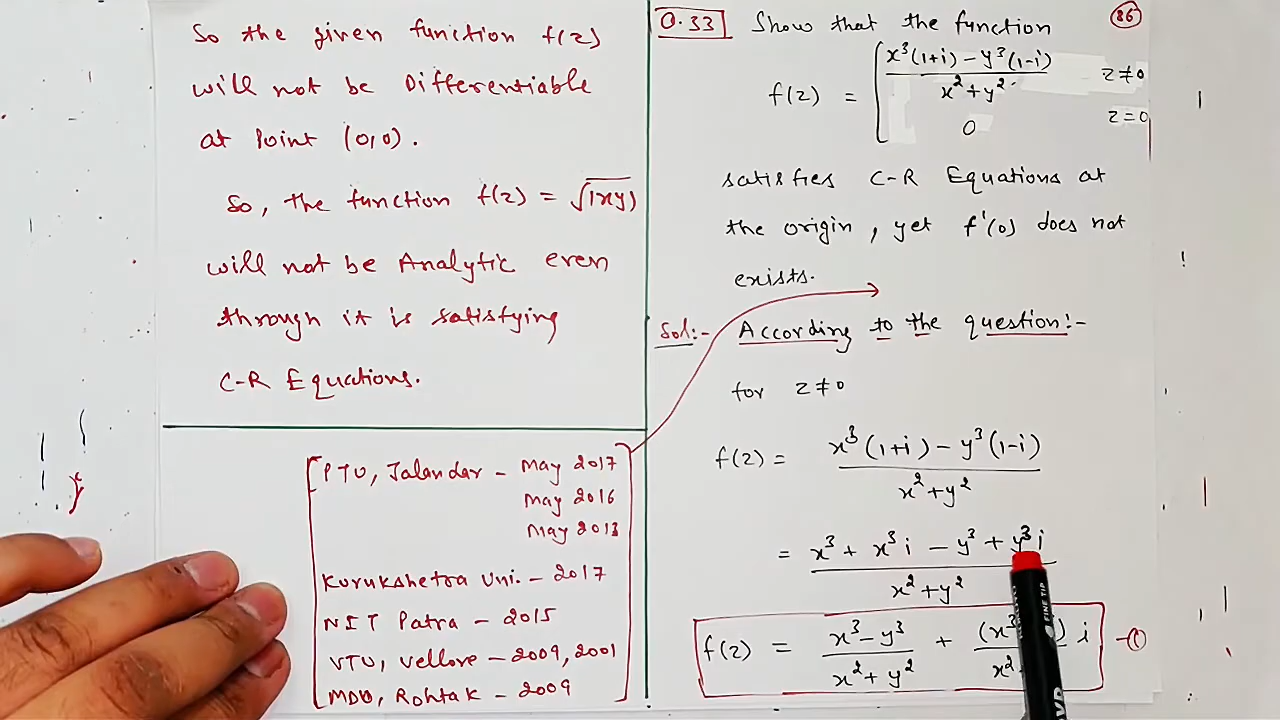 So the given function f(z)
will not be Differentiable
at Point (0,0).
So, the function f(z) = √|xy|
will not be Analytic even
through it is satisfying
C-R Equations.
[PTU, Jalandar - May 2017
May 2016
May 2013
Kurukshetra Uni. - 2017
NIT Patra - 2015
VTU, Vellore - 2009, 2001
MDU, Rohtak - 2009]
86
Q.33 Show that the function
f(z) = [ x³(1+i) - y³(1-i) / x²+y² z≠0
0 z=0
satisfies C-R Equations at
the origin, yet f'(0) does not
exists.
Sol:- According to the question:-
for z≠0
f(z) = x³(1+i) - y³(1-i) / x²+y²
= x³ + x³i - y³ + y³i / x²+y²
f(z) = x³-y³ / x²+y² + (x³ ) i / x² -①
FINE TIP